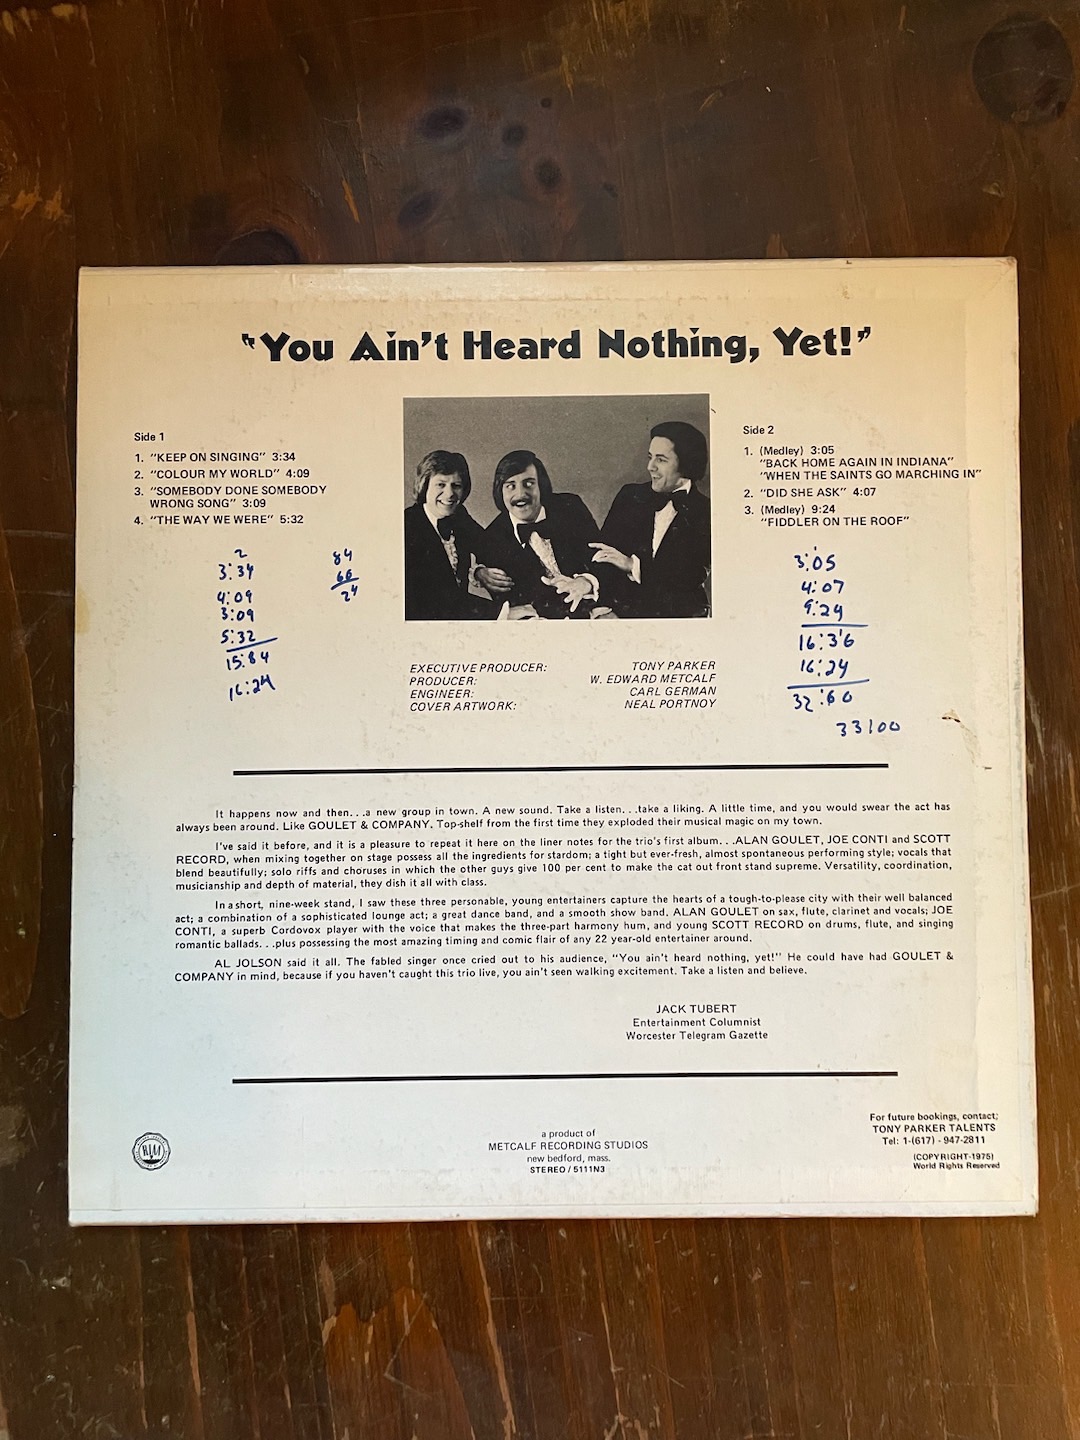 "You Ain't Heard Nothing, Yet!"
Side 1
1. "KEEP ON SINGING" 3:34
2. "COLOUR MY WORLD" 4:09
3. "SOMEBODY DONE SOMEBODY
WRONG SONG" 3:09
4. "THE WAY WE WERE" 5:32
2
3:34
4:09
3:09
5:32
15:84
16:24
84
60
24
Side 2
1. (Medley) 3:05
"BACK HOME AGAIN IN INDIANA"
"WHEN THE SAINTS GO MARCHING IN"
2. "DID SHE ASK" 4:07
3. (Medley) 9:24
"FIDDLER ON THE ROOF"
3:05
4:07
9:24
16:36
16:24
32:60
33:00
EXECUTIVE PRODUCER: TONY PARKER
PRODUCER: W. EDWARD METCALF
ENGINEER: CARL GERMAN
COVER ARTWORK: NEAL PORTNOY
It happens now and then. . .a new group in town. A new sound. Take a listen. . .take a liking. A little time, and you would swear the act has
always been around. Like GOULET & COMPANY. Top-shelf from the first time they exploded their musical magic on my town.
I've said it before, and it is a pleasure to repeat it here on the liner notes for the trio's first album. . .ALAN GOULET, JOE CONTI and SCOTT
RECORD, when mixing together on stage possess all the ingredients for stardom; a tight but ever-fresh, almost spontaneous performing style; vocals that
blend beautifully; solo riffs and choruses in which the other guys give 100 per cent to make the cat out front stand supreme. Versatility, coordination,
musicianship and depth of material, they dish it all with class.
In a short, nine-week stand, I saw these three personable, young entertainers capture the hearts of a tough-to-please city with their well balanced
act; a combination of a sophisticated lounge act; a great dance band, and a smooth show band. ALAN GOULET on sax, flute, clarinet and vocals; JOE
CONTI, a superb Cordovox player with the voice that makes the three-part harmony hum, and young SCOTT RECORD on drums, flute, and singing
romantic ballads. . .plus possessing the most amazing timing and comic flair of any 22 year-old entertainer around.
AL JOLSON said it all. The fabled singer once cried out to his audience, "You ain't heard nothing, yet!" He could have had GOULET &
COMPANY in mind, because if you haven't caught this trio live, you ain't seen walking excitement. Take a listen and believe.
JACK TUBERT
Entertainment Columnist
Worcester Telegram Gazette
a product of
METCALF RECORDING STUDIOS
new bedford, mass.
STEREO / 5111N3
For future bookings, contact;
TONY PARKER TALENTS
Tel: 1-(617) - 947-2811
(COPYRIGHT-1975)
World Rights Reserved